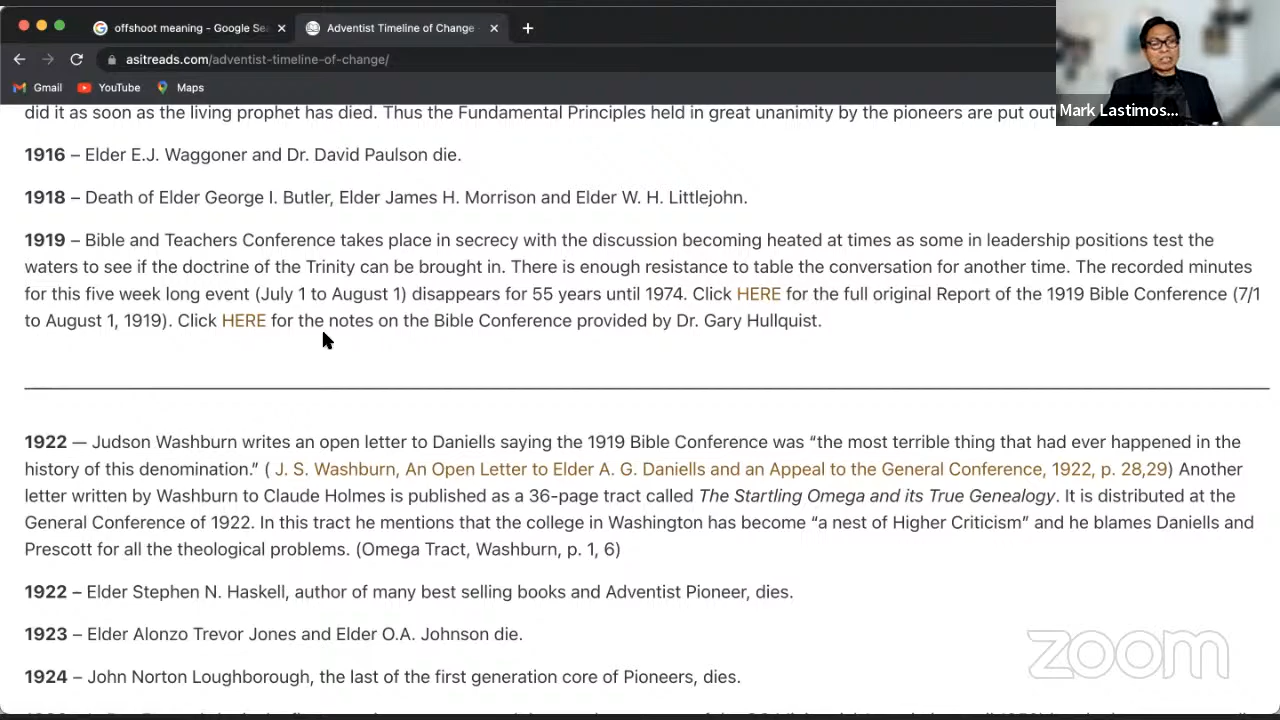 offshoot meaning - Google Se
Adventist Timeline of Change
asitreads.com/adventist-timeline-of-change/
Gmail YouTube Maps
Mark Lastimos...
did it as soon as the living prophet has died. Thus the Fundamental Principles held in great unanimity by the pioneers are put out
1916 – Elder E.J. Waggoner and Dr. David Paulson die.
1918 – Death of Elder George I. Butler, Elder James H. Morrison and Elder W. H. Littlejohn.
1919 – Bible and Teachers Conference takes place in secrecy with the discussion becoming heated at times as some in leadership positions test the
waters to see if the doctrine of the Trinity can be brought in. There is enough resistance to table the conversation for another time. The recorded minutes
for this five week long event (July 1 to August 1) disappears for 55 years until 1974. Click HERE for the full original Report of the 1919 Bible Conference (7/1
to August 1, 1919). Click HERE for the notes on the Bible Conference provided by Dr. Gary Hullquist.
1922 — Judson Washburn writes an open letter to Daniells saying the 1919 Bible Conference was “the most terrible thing that had ever happened in the
history of this denomination.” ( J. S. Washburn, An Open Letter to Elder A. G. Daniells and an Appeal to the General Conference, 1922, p. 28,29) Another
letter written by Washburn to Claude Holmes is published as a 36-page tract called The Startling Omega and its True Genealogy. It is distributed at the
General Conference of 1922. In this tract he mentions that the college in Washington has become “a nest of Higher Criticism” and he blames Daniells and
Prescott for all the theological problems. (Omega Tract, Washburn, p. 1, 6)
1922 – Elder Stephen N. Haskell, author of many best selling books and Adventist Pioneer, dies.
1923 – Elder Alonzo Trevor Jones and Elder O.A. Johnson die.
1924 – John Norton Loughborough, the last of the first generation core of Pioneers, dies.
zoom